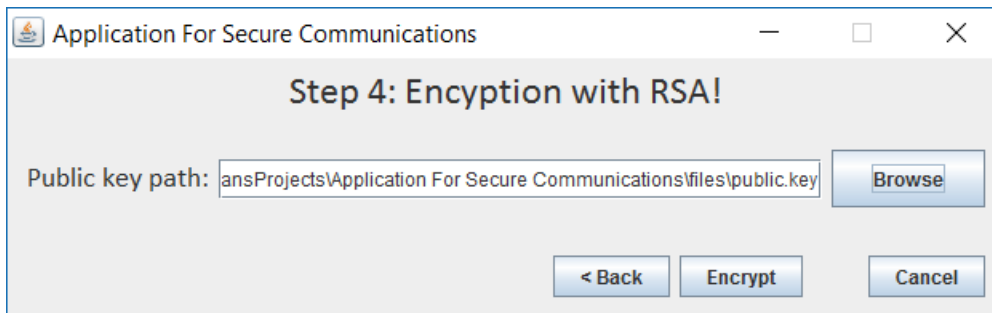 Application For Secure Communications
Step 4: Encyption with RSA!
Public key path: ansProjects\Application For Secure Communications\files\public.key Browse
< Back Encrypt Cancel